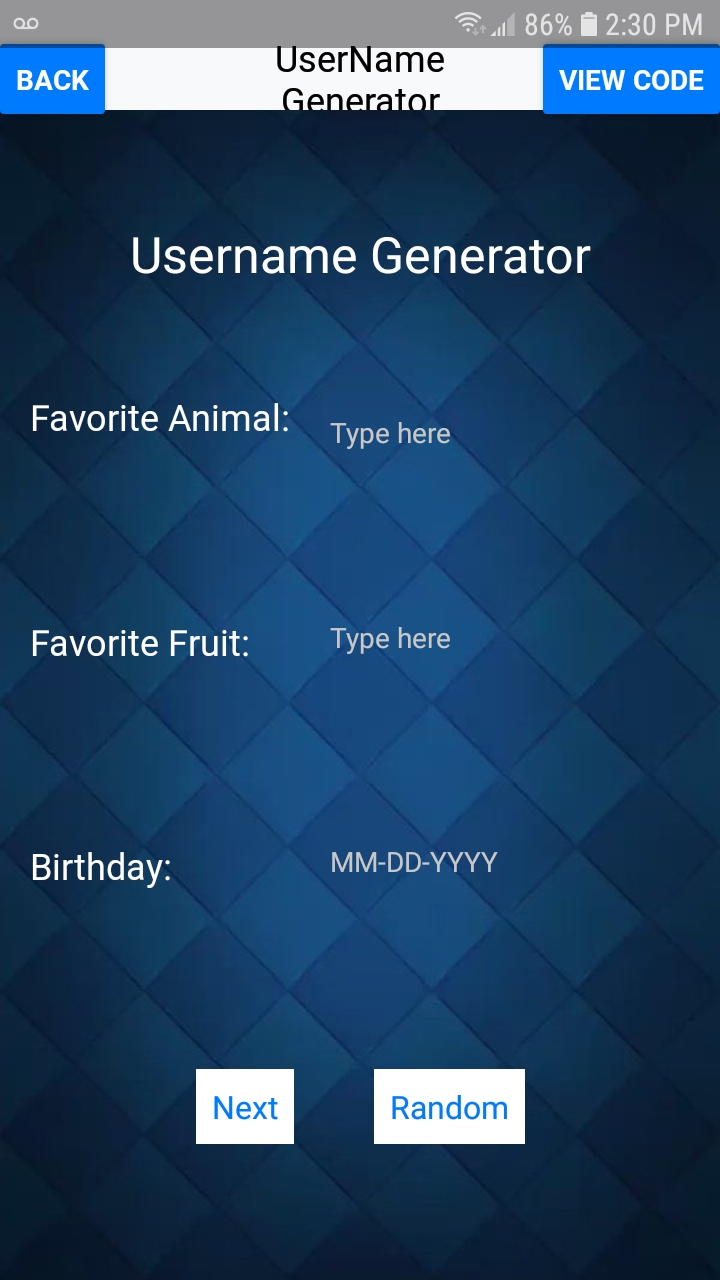 86% 2:30 PM
BACK
UserName
Generator
VIEW CODE
Username Generator
Favorite Animal:
Type here
Favorite Fruit:
Type here
Birthday:
MM-DD-YYYY
Next
Random